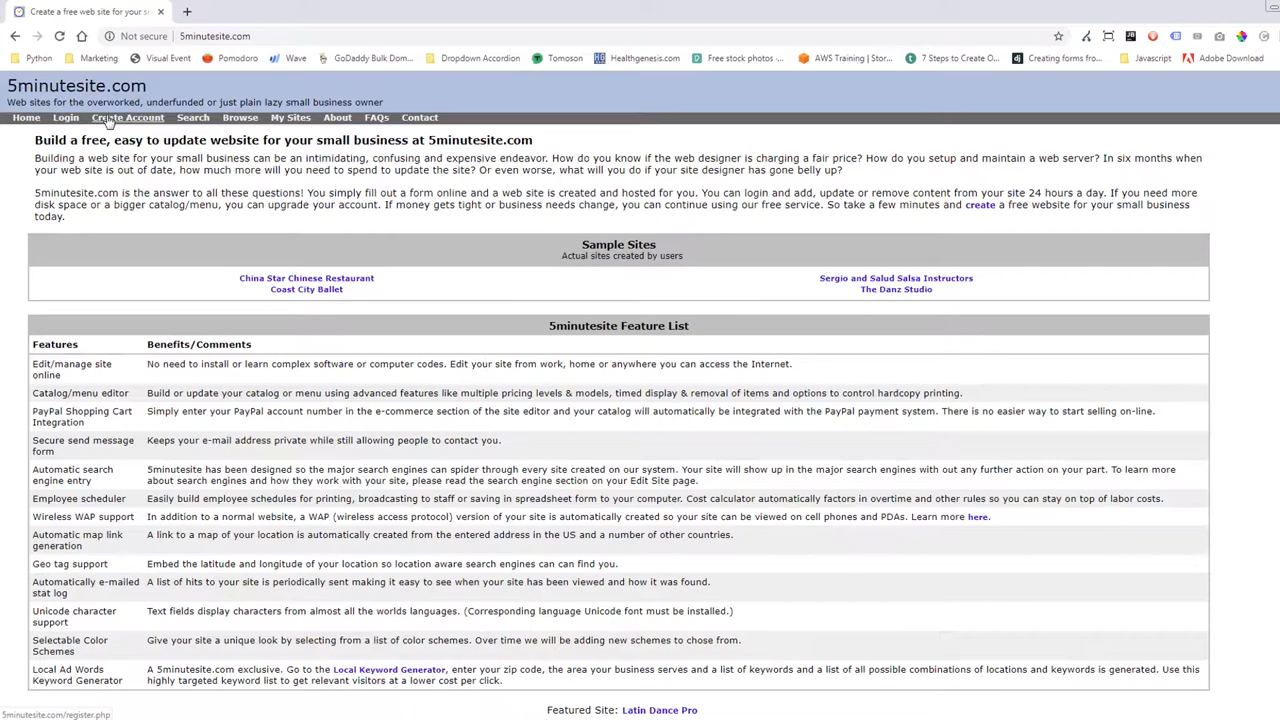 Create a free web site for your sm
Not secure
5minutesite.com
Python
Marketing
Visual Event
Pomodoro
Wave
GoDaddy Bulk Dom...
Dropdown Accordion
Tomoson
Healthgenesis.com
Free stock photos -...
AWS Training | Stor...
7 Steps to Create O...
Creating forms from...
Javascript
Adobe Download
5minutesite.com
Web sites for the overworked, underfunded or just plain lazy small business owner
Home Login Create Account Search Browse My Sites About FAQs Contact
Build a free, easy to update website for your small business at 5minutesite.com
Building a web site for your small business can be an intimidating, confusing and expensive endeavor. How do you know if the web designer is charging a fair price? How do you setup and maintain a web server? In six months when
your web site is out of date, how much more will you need to spend to update the site? Or even worse, what will you do if your site designer has gone belly up?
5minutesite.com is the answer to all these questions! You simply fill out a form online and a web site is created and hosted for you. You can login and add, update or remove content from your site 24 hours a day. If you need more
disk space or a bigger catalog/menu, you can upgrade your account. If money gets tight or business needs change, you can continue using our free service. So take a few minutes and create a free website for your small business
today.
Sample Sites
Actual sites created by users
China Star Chinese Restaurant Sergio and Salud Salsa Instructors
Coast City Ballet The Danz Studio
5minutesite Feature List
Features Benefits/Comments
Edit/manage site
online
No need to install or learn complex software or computer codes. Edit your site from work, home or anywhere you can access the Internet.
Catalog/menu editor Build or update your catalog or menu using advanced features like multiple pricing levels & models, timed display & removal of items and options to control hardcopy printing.
PayPal Shopping Cart
Integration
Simply enter your PayPal account number in the e-commerce section of the site editor and your catalog will automatically be integrated with the PayPal payment system. There is no easier way to start selling on-line.
Secure send message
form
Keeps your e-mail address private while still allowing people to contact you.
Automatic search
engine entry
5minutesite has been designed so the major search engines can spider through every site created on our system. Your site will show up in the major search engines with out any further action on your part. To learn more
about search engines and how they work with your site, please read the search engine section on your Edit Site page.
Employee scheduler Easily build employee schedules for printing, broadcasting to staff or saving in spreadsheet form to your computer. Cost calculator automatically factors in overtime and other rules so you can stay on top of labor costs.
Wireless WAP support In addition to a normal website, a WAP (wireless access protocol) version of your site is automatically created so your site can be viewed on cell phones and PDAs. Learn more here.
Automatic map link
generation
A link to a map of your location is automatically created from the entered address in the US and a number of other countries.
Geo tag support Embed the latitude and longitude of your location so location aware search engines can can find you.
Automatically e-mailed
stat log
A list of hits to your site is periodically sent making it easy to see when your site has been viewed and how it was found.
Unicode character
support
Text fields display characters from almost all the worlds languages. (Corresponding language Unicode font must be installed.)
Selectable Color
Schemes
Give your site a unique look by selecting from a list of color schemes. Over time we will be adding new schemes to chose from.
Local Ad Words
Keyword Generator
A 5minutesite.com exclusive. Go to the Local Keyword Generator, enter your zip code, the area your business serves and a list of keywords and a list of all possible combinations of locations and keywords is generated. Use this
highly targeted keyword list to get relevant visitors at a lower cost per click.
Featured Site: Latin Dance Pro
5minutesite.com/register.php